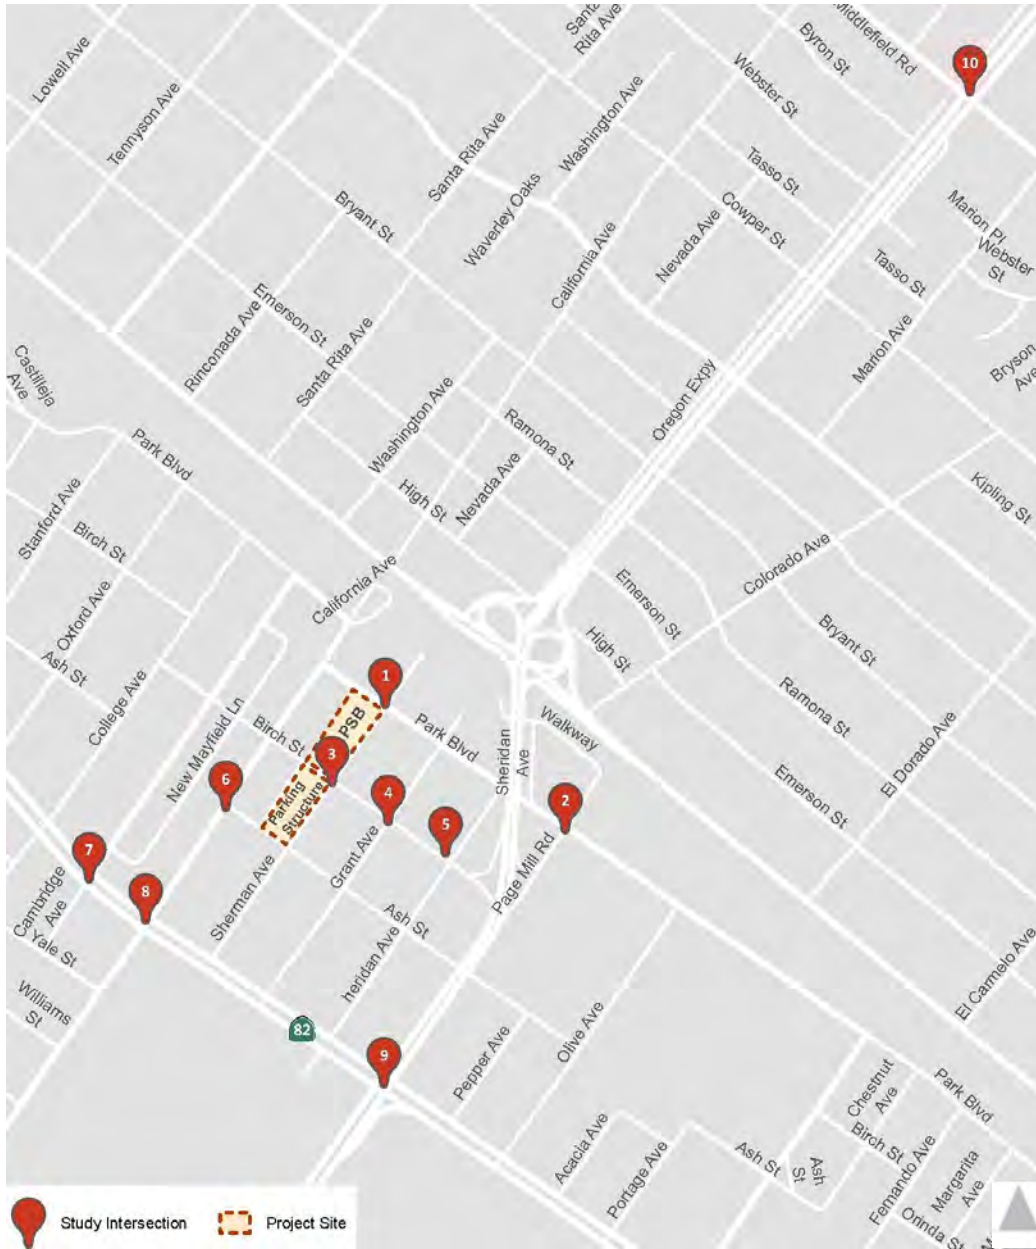 Middlefield Rd
Santa
Rita Ave
Byron St
10
Lowell Ave
Webster St
Washington Ave
Tennyson Ave
Santa Rita Ave
Tasso St
Waverley Oaks
Marion Pl
Bryant St
Cowper St
Webster
St
California Ave
Nevada Ave
Tasso St
Emerson St
Rinconada Ave
Santa Rita Ave
Marion Ave
Bryson
Ave
Castilleja
Ave
Oregon Expy
Washington Ave
Ramona St
Park Blvd
Nevada Ave
High St
Kipling St
Stanford Ave
Birch St
Colorado Ave
California Ave
Emerson St
Oxford Ave
Bryant St
High St
Ash St
College Ave
1
Ramona St
New Mayfield Ln
PSB
Park Blvd
Walkway
Birch St
Sheridan
Ave
El Dorado Ave
3
6
Parking
Structure
4
2
Emerson St
5
7
Grant Ave
Page Mill Rd
8
Cambridge
Ave
Sherman Ave
Ash St
Yale St
heridan Ave
El Carmelo Ave
Williams
St
82
Olive Ave
9
Pepper Ave
Chestnut
Ave
Park Blvd
Birch St
Acacia Ave
Portage Ave
Ash St
Ash
St
Fernando Ave
Margarita
Ave
Orinda St
M
Study Intersection
Project Site